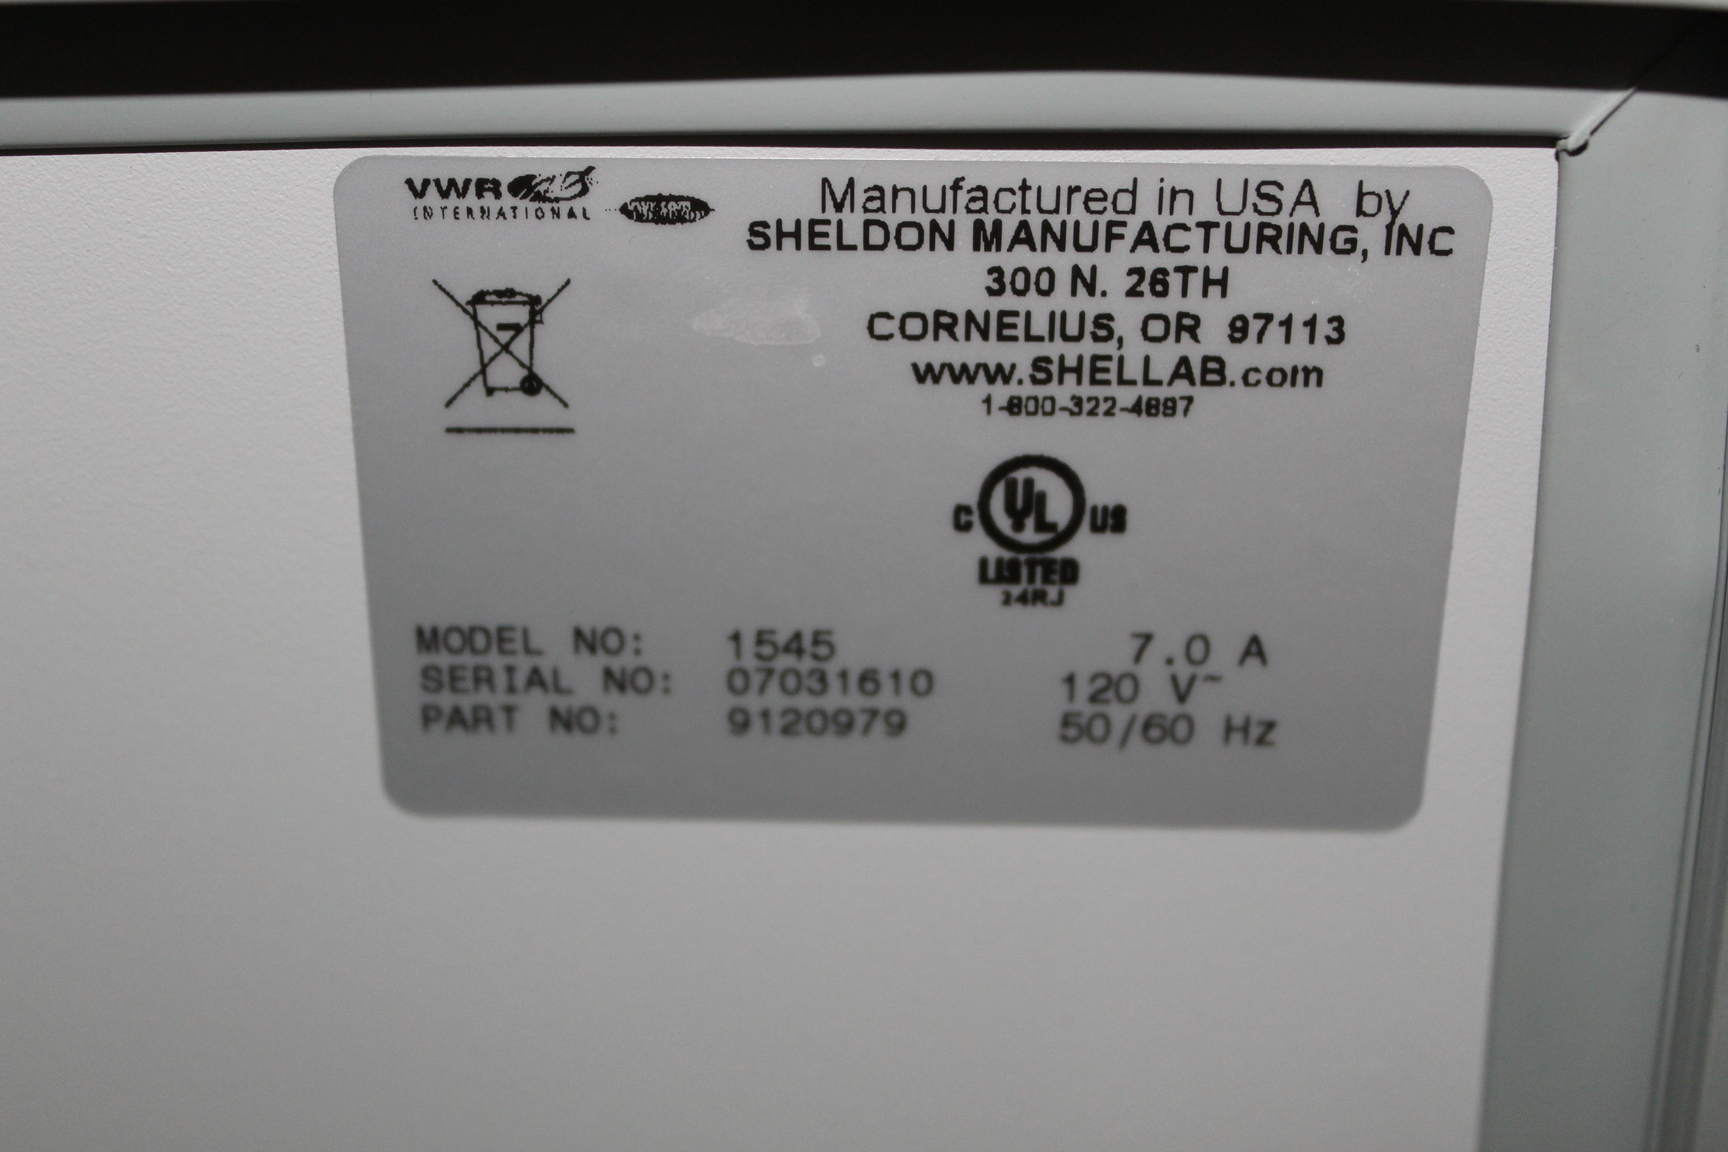 VWR
INTERNATIONAL
Manufactured in USA by
SHELDON MANUFACTURING, INC
300 N. 26TH
CORNELIUS, OR 97113
www.SHELLAB.com
1-800-322-4897
C UL US
LISTED
24RJ
MODEL NO: 1545 7.0 A
SERIAL NO: 07031610 120 V~
PART NO: 9120979 50/60 Hz